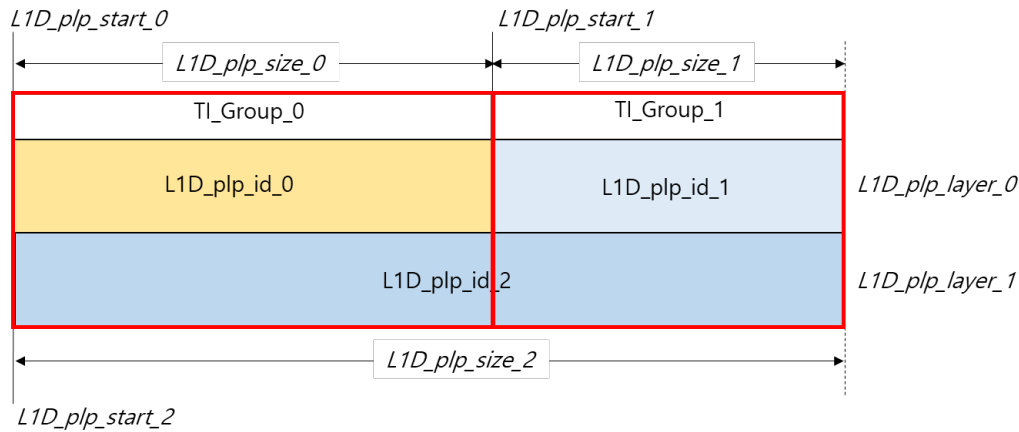 L1D_plp_start_0
L1D_plp_start_1
L1D_plp_size_0
L1D_plp_size_1
TI_Group_0
TI_Group_1
L1D_plp_id_0
L1D_plp_id_1
L1D_plp_layer_0
L1D_plp_id_2
L1D_plp_layer_1
L1D_plp_size_2
L1D_plp_start_2